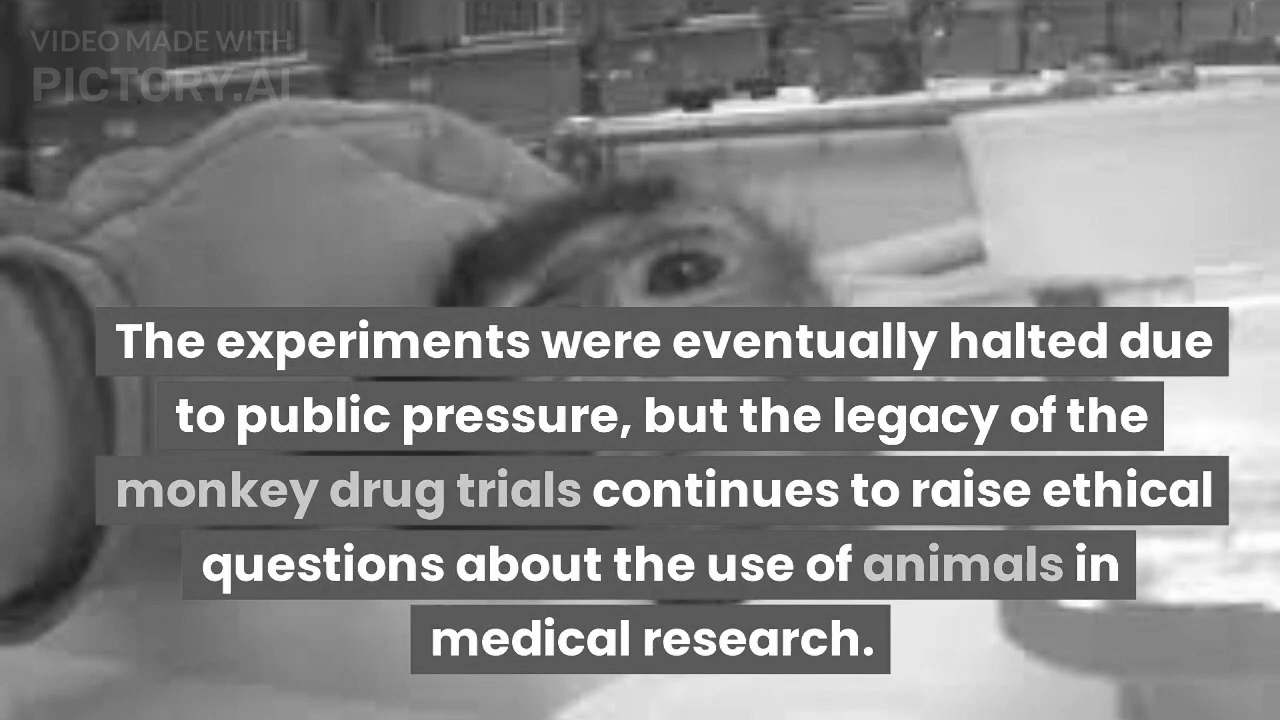 VIDEO MADE WITH
PICTORY.AI
The experiments were eventually halted due
to public pressure, but the legacy of the
monkey drug trials continues to raise ethical
questions about the use of animals in
medical research.